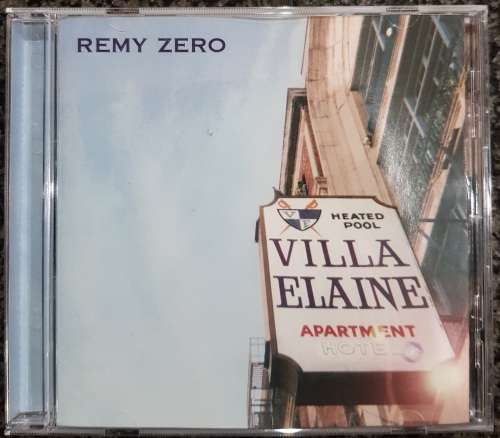 REMY ZERO
V E
HEATED
POOL
VILLA
ELAINE
APARTMENT
HOTEL